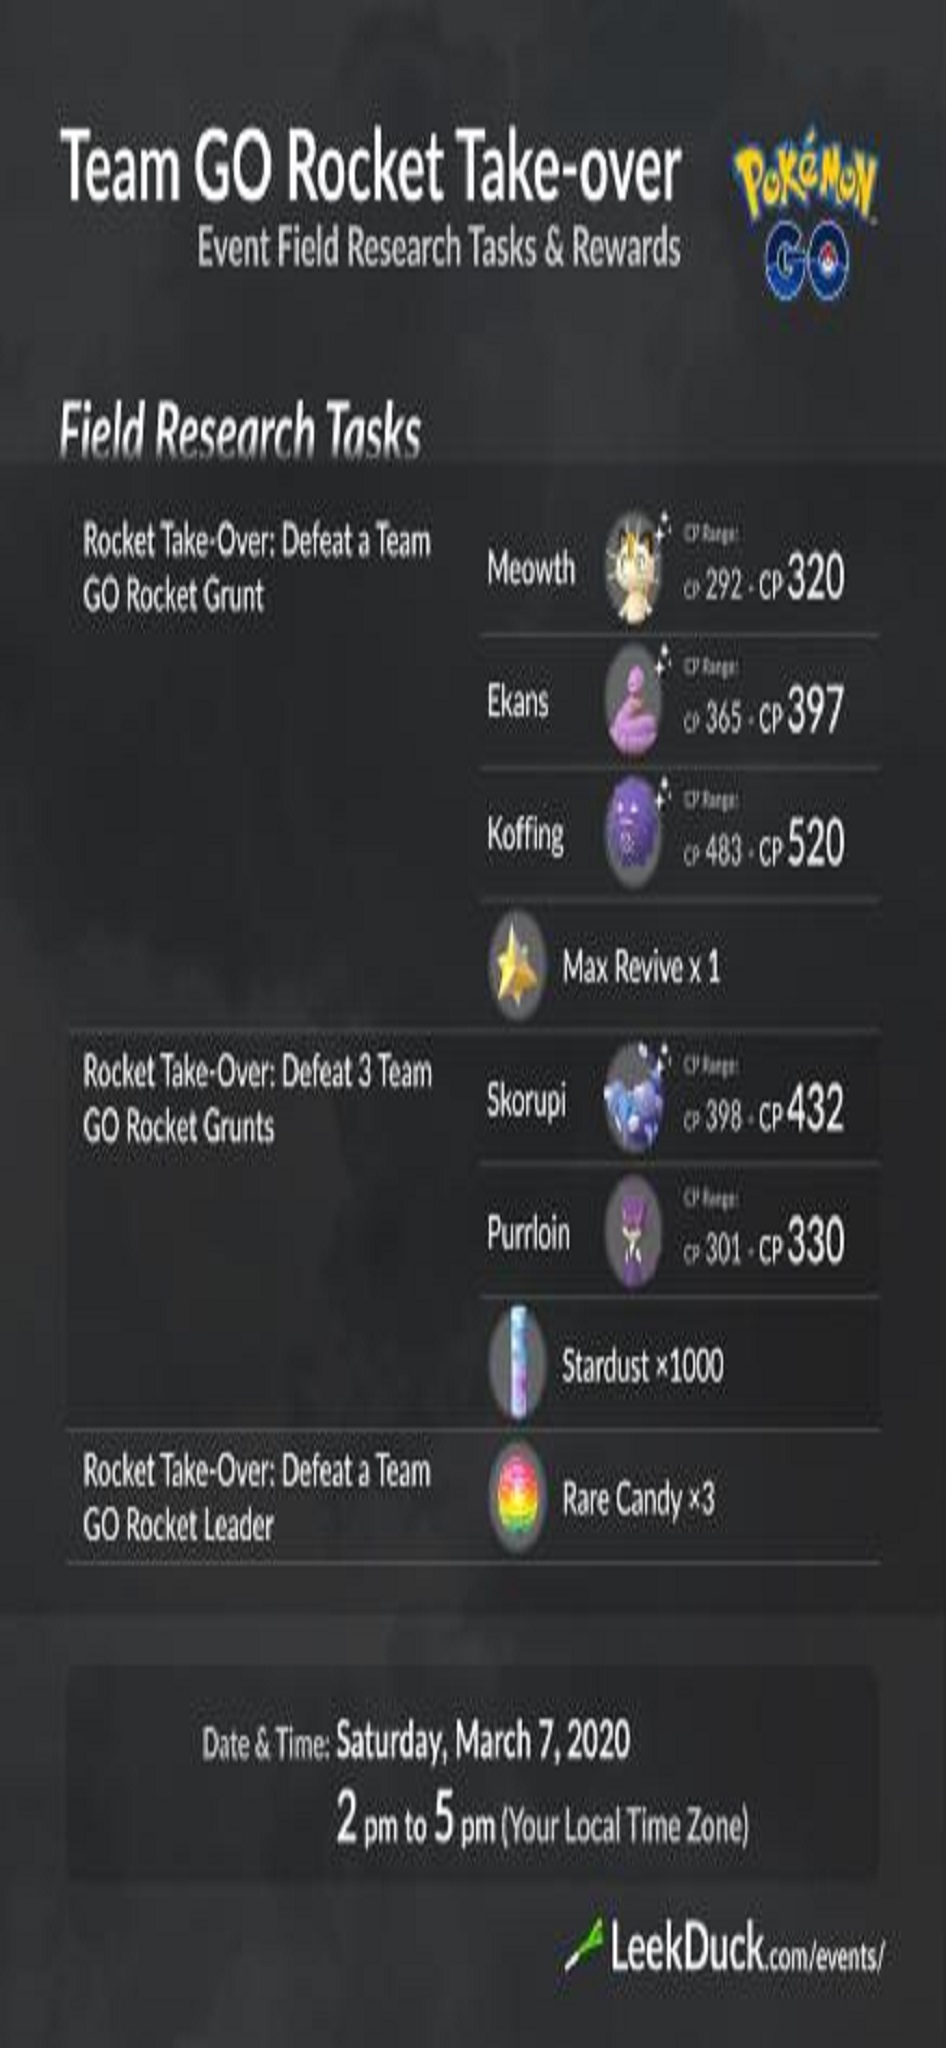 Team GO Rocket Take-over
Event Field Research Tasks & Rewards
POKéMON
GO
Field Research Tasks
Rocket Take-Over: Defeat a Team
GO Rocket Grunt
Meowth
CP Range:
CP 292 - CP 320
Ekans
CP Range:
CP 365 - CP 397
Koffing
CP Range:
CP 483 - CP 520
Max Revive x 1
Rocket Take-Over: Defeat 3 Team
GO Rocket Grunts
Skorupi
CP Range:
CP 398 - CP 432
Purrloin
CP Range:
CP 301 - CP 330
Stardust ×1000
Rocket Take-Over: Defeat a Team
GO Rocket Leader
Rare Candy ×3
Date & Time: Saturday, March 7, 2020
2 pm to 5 pm (Your Local Time Zone)
LeekDuck.com/events/